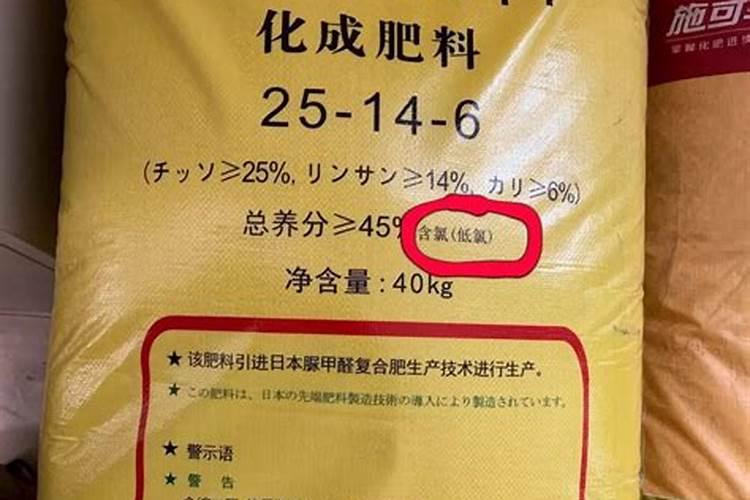 化成肥料
25-14-6
(チッソ≥25%, リンサン≥14%, カリ≥6%)
总养分≥45% 含氯(低氯)
净含量:40kg
★ 该肥料引进日本脲甲醛复合肥生产技术进行生产。
★ この肥料は、日本の先端肥料製造技術の導入により製造されています。
★ 警示语
★ 警 告
施可